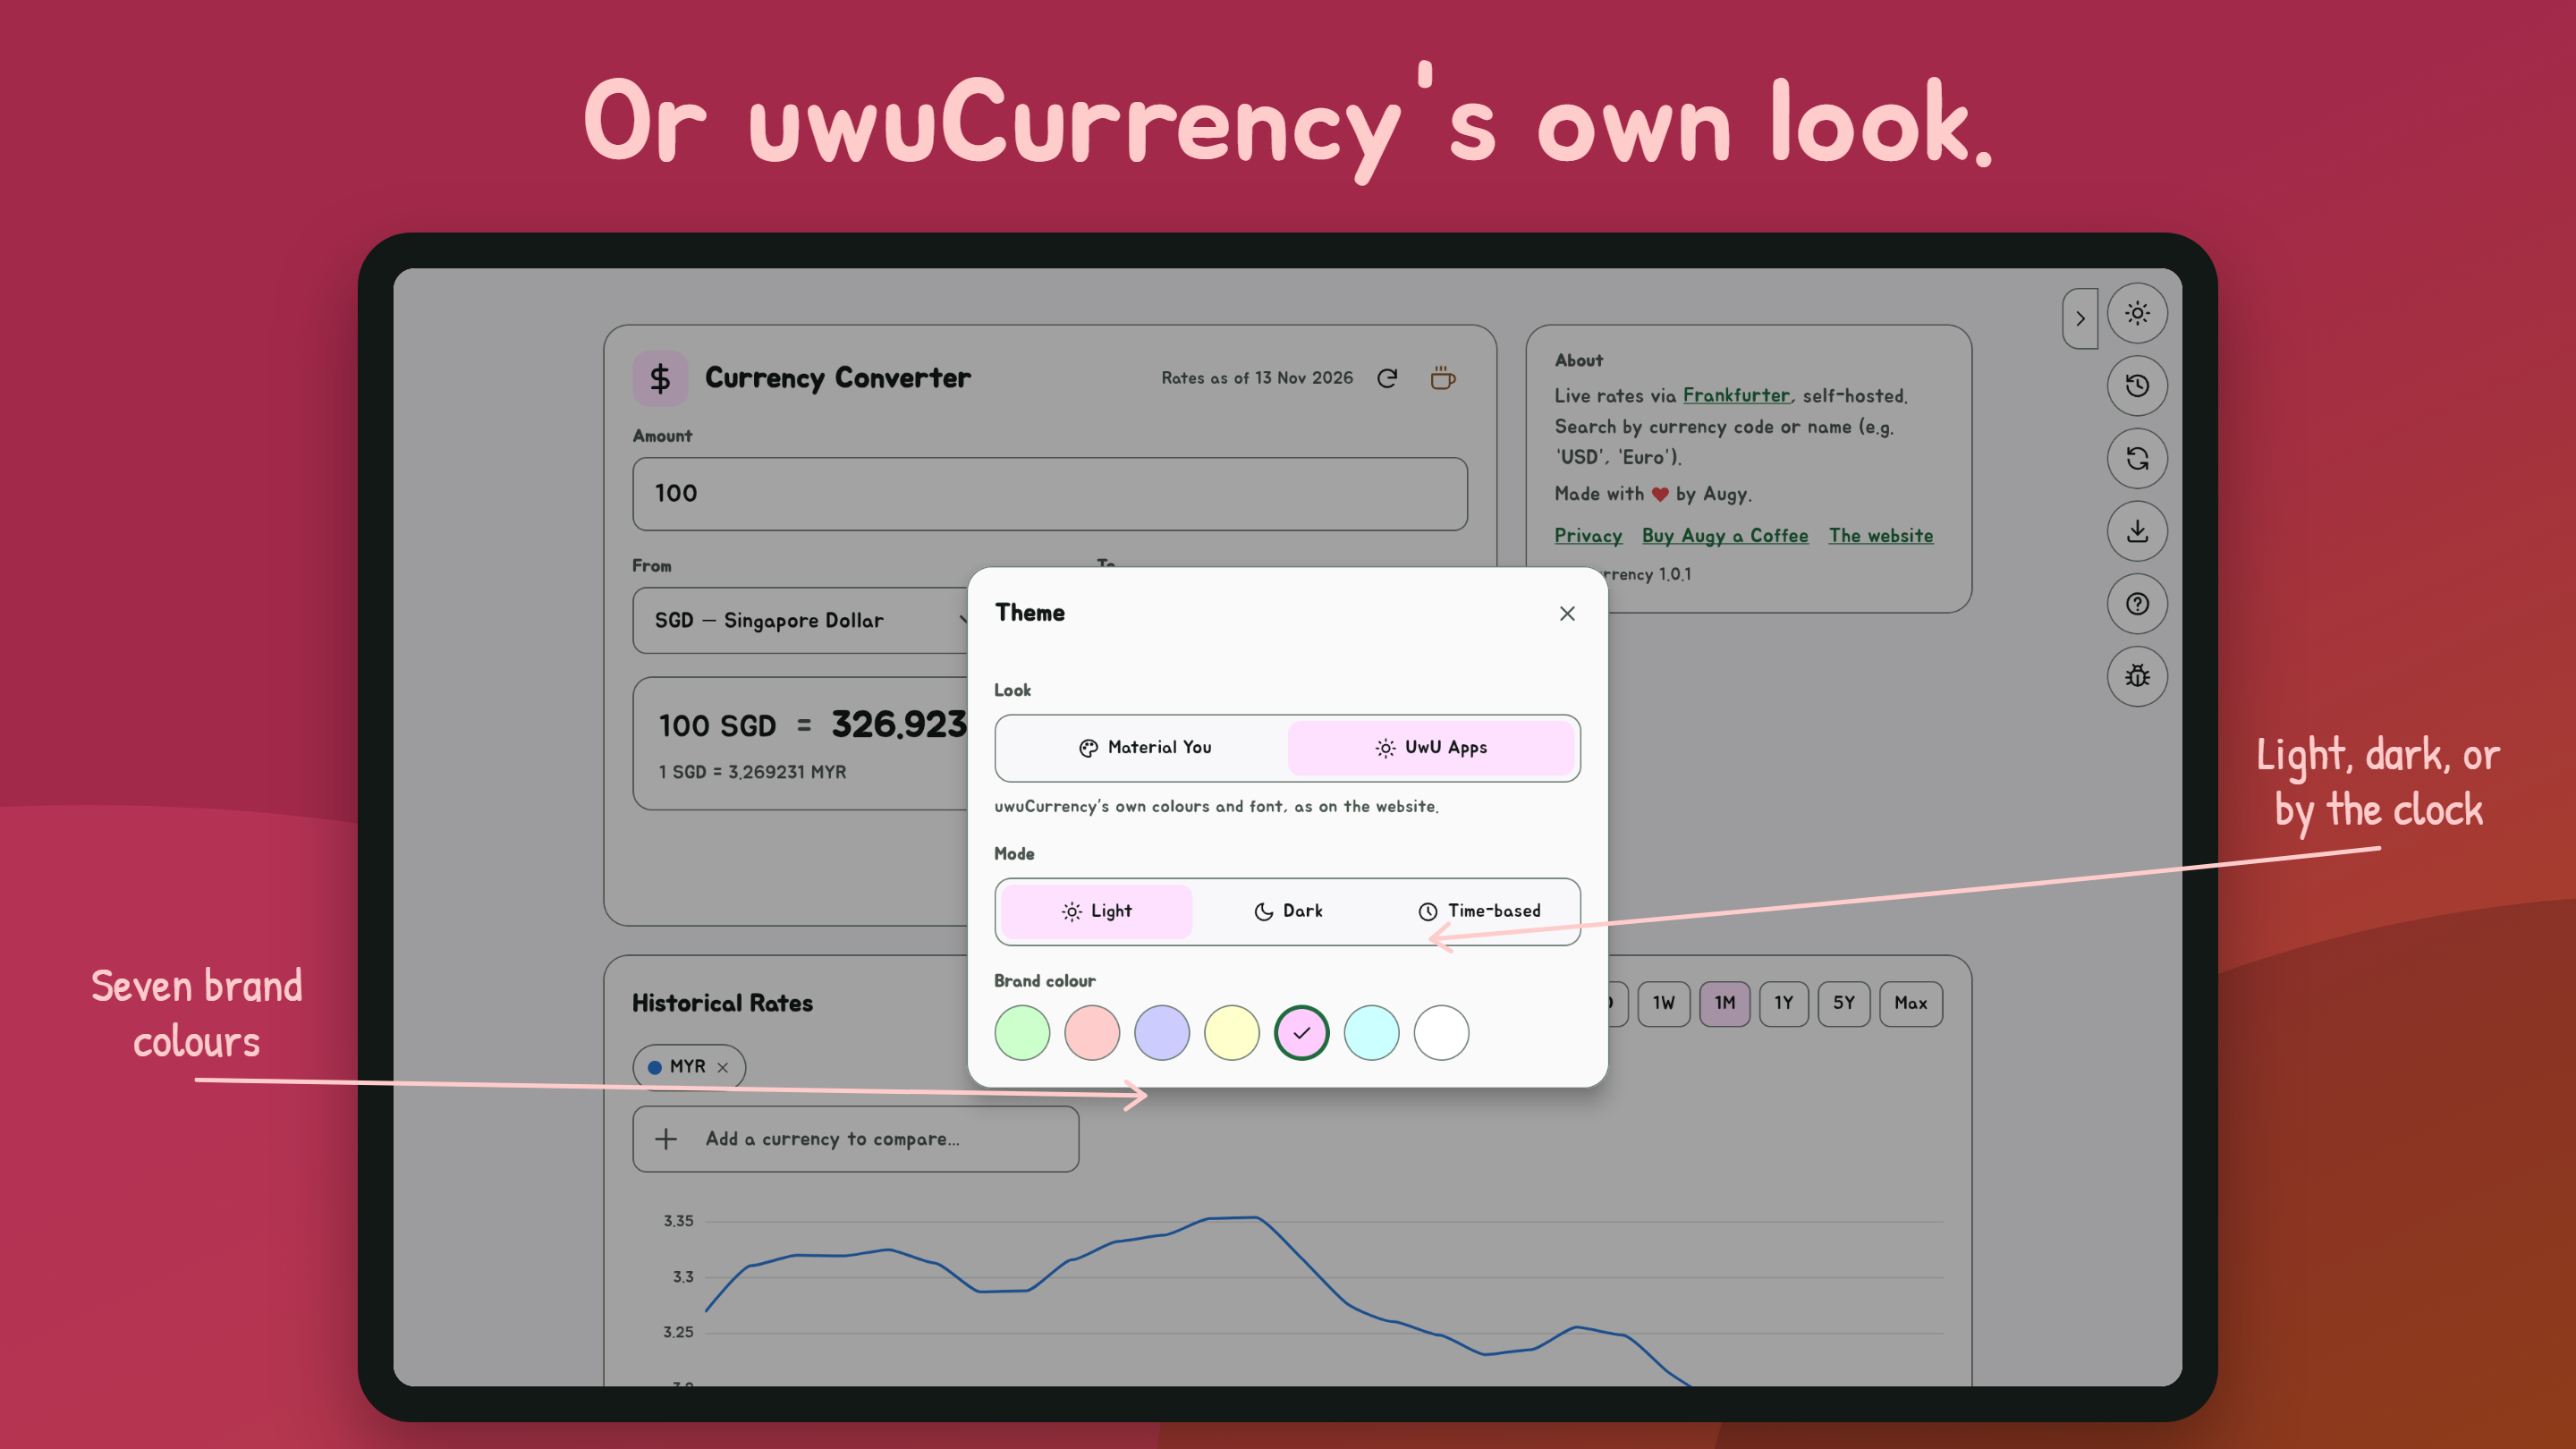 Or uwuCurrency's own look.
Currency Converter
Rates as of 13 Nov 2026
Amount
100
From
To
SGD – Singapore Dollar
100 SGD = 326.923
1 SGD = 3.269231 MYR
About
Live rates via Frankfurter, self-hosted.
Search by currency code or name (e.g.
'USD', 'Euro').
Made with ❤ by Augy.
Privacy Buy Augy a Coffee The website
rrency 1.0.1
Theme
Look
Material You
UwU Apps
uwuCurrency's own colours and font, as on the website.
Mode
Light
Dark
Time-based
Brand colour
Light, dark, or
by the clock
Seven brand
colours
Historical Rates
1W
1M
1Y
5Y
Max
MYR
Add a currency to compare...
3.35
3.3
3.25